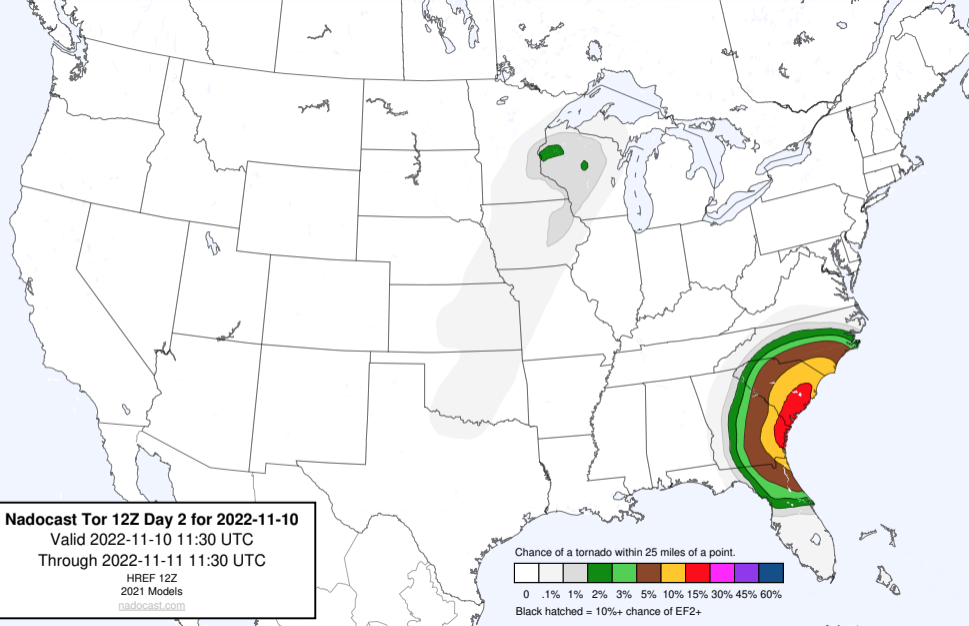 Nadocast Tor 12Z Day 2 for 2022-11-10
Valid 2022-11-10 11:30 UTC
Through 2022-11-11 11:30 UTC
HREF 12Z
2021 Models
nadocast.com
Chance of a tornado within 25 miles of a point.
0 .1% 1% 2% 3% 5% 10% 15% 30% 45% 60%
Black hatched = 10%+ chance of EF2+